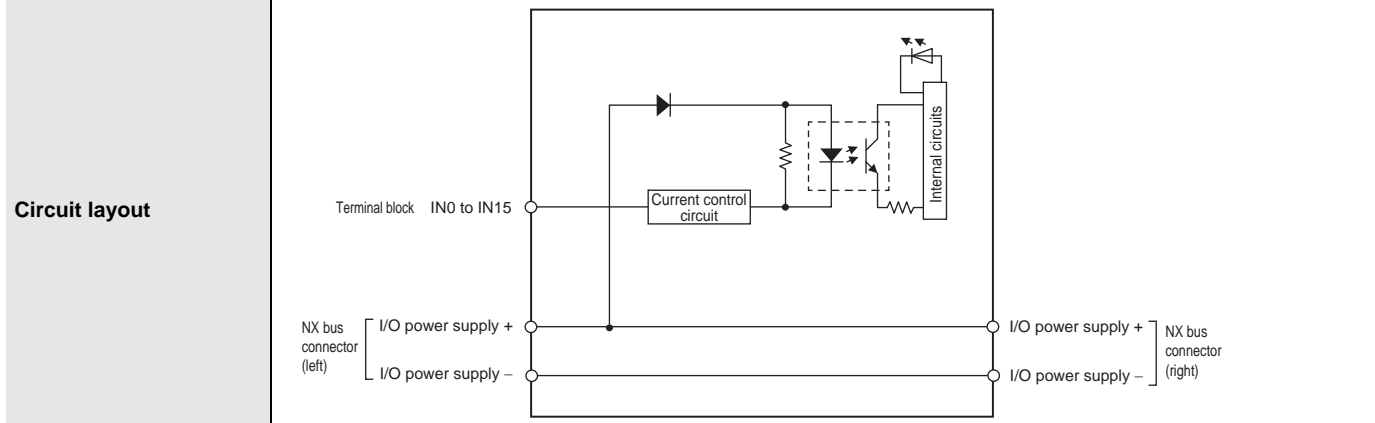 Circuit layout
Internal circuits
Terminal block IN0 to IN15
Current control
circuit
NX bus
connector
(left)
I/O power supply +
I/O power supply −
I/O power supply +
I/O power supply −
NX bus
connector
(right)